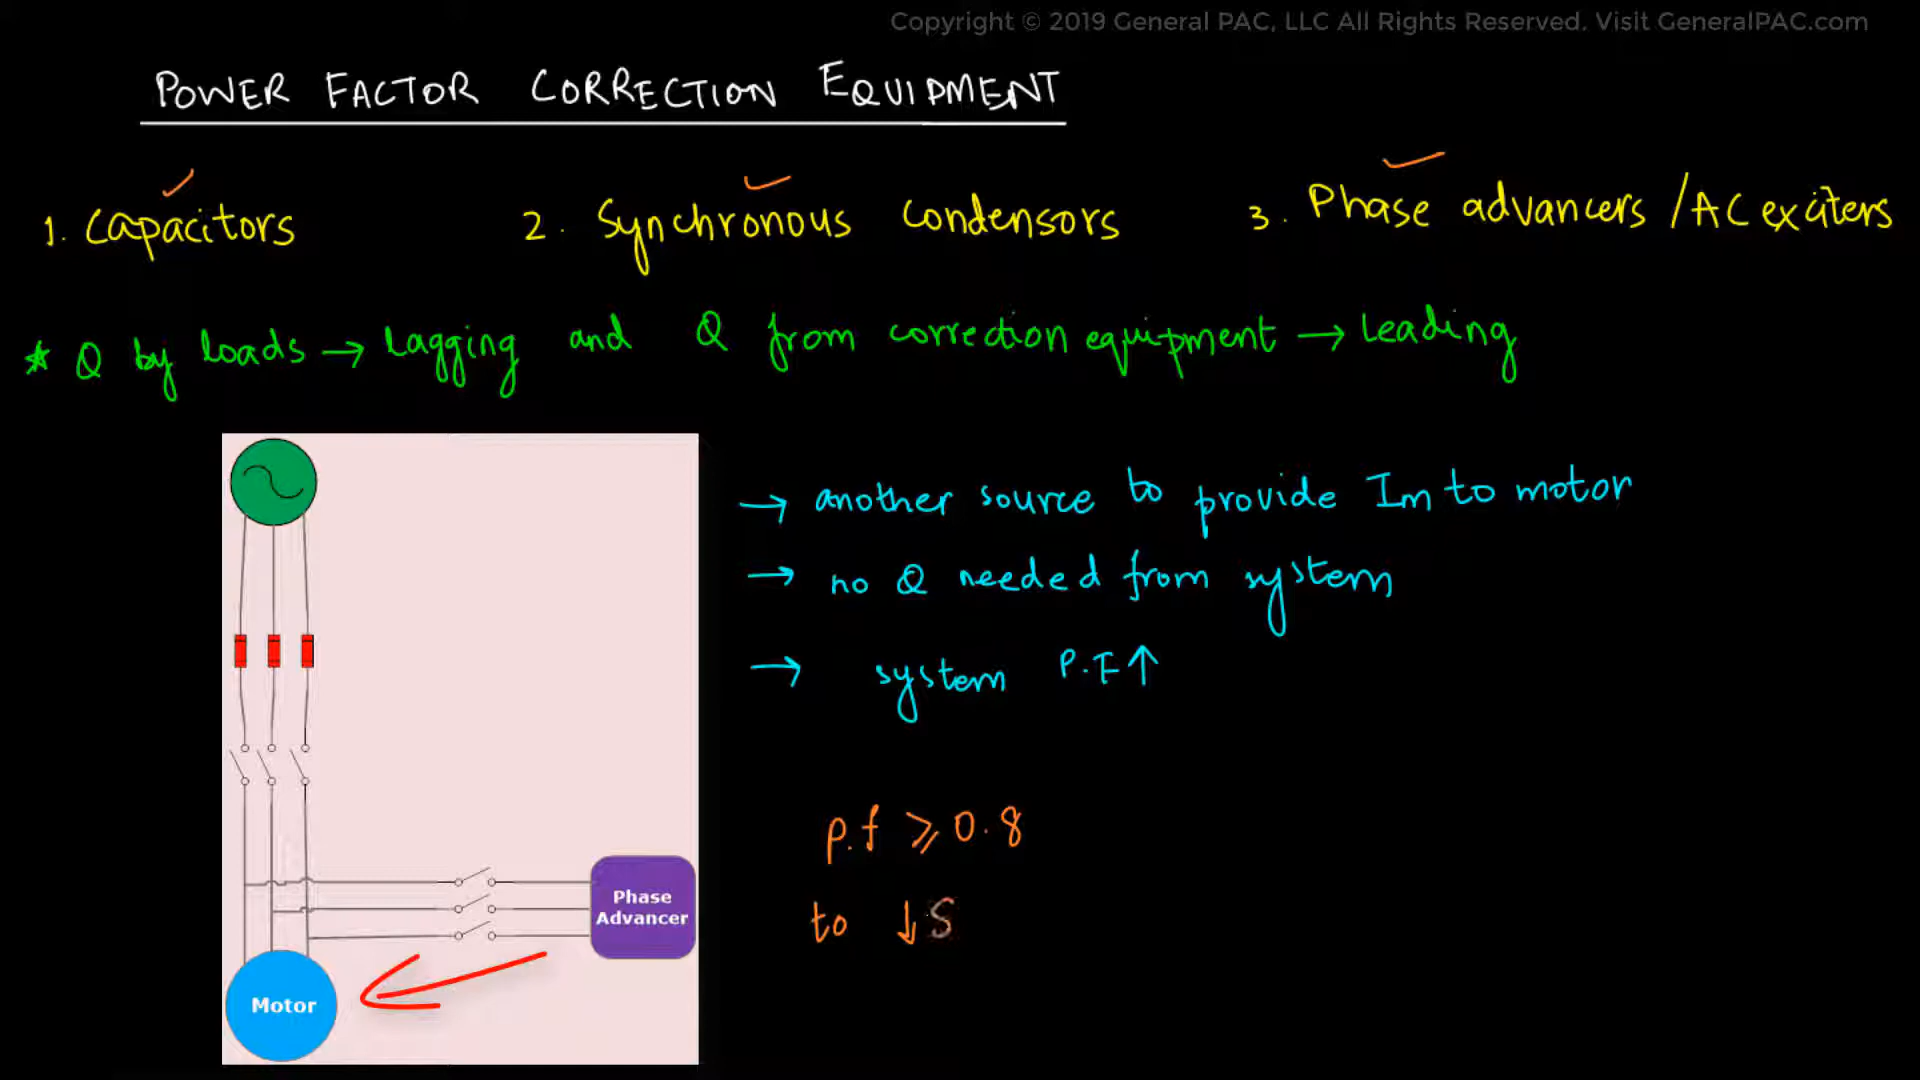 Copyright © 2019 General PAC, LLC All Rights Reserved. Visit GeneralPAC.com
POWER FACTOR CORRECTION EQUIPMENT
1. Capacitors
2. Synchronous condensors
3. Phase advancers / AC exciters
* Q by loads → lagging and Q from correction equipment → leading
→ another source to provide Im to motor
→ no Q needed from system
→ system P.F ↑
p.f ⩾ 0.8
to ↓ S
Phase
Advancer
Motor